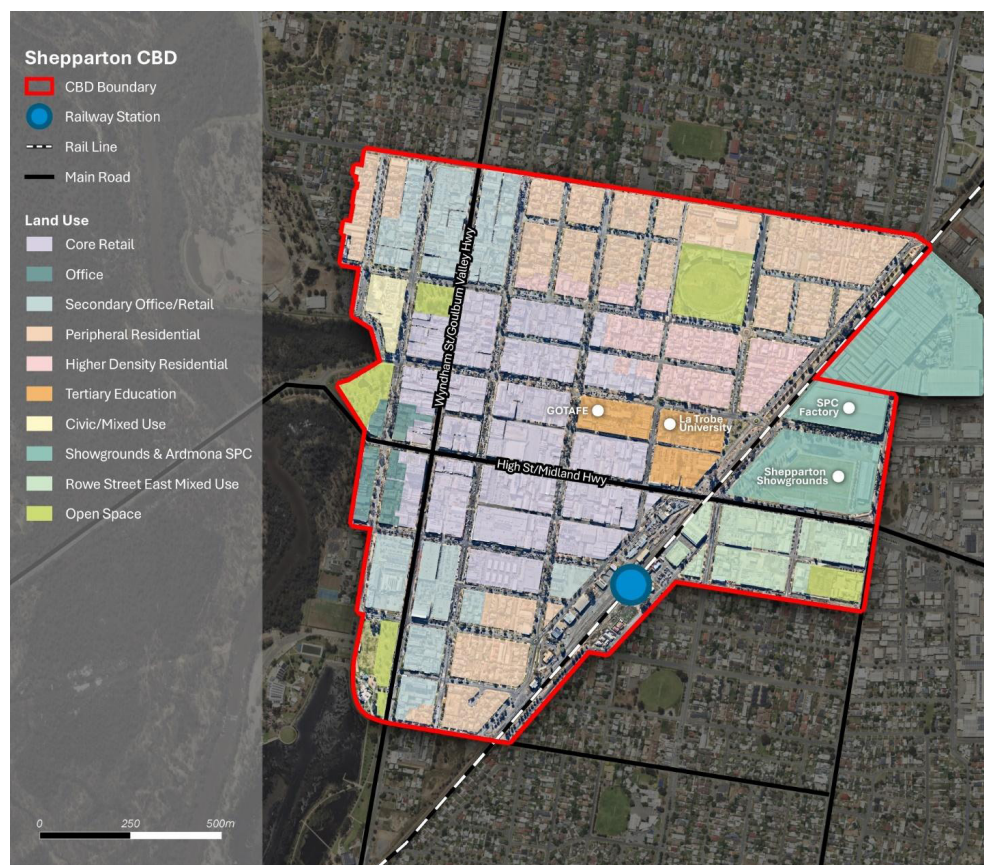 Shepparton CBD
CBD Boundary
Railway Station
Rail Line
Main Road
Land Use
Core Retail
Office
Secondary Office/Retail
Peripheral Residential
Higher Density Residential
Tertiary Education
Civic/Mixed Use
Showgrounds & Ardmona SPC
Rowe Street East Mixed Use
Open Space
0 250 500m
Wyndham St/Goulburn Valley Hwy
GOTAFE
La Trobe
University
SPC
Factory
High St/Midland Hwy
Shepparton
Showgrounds